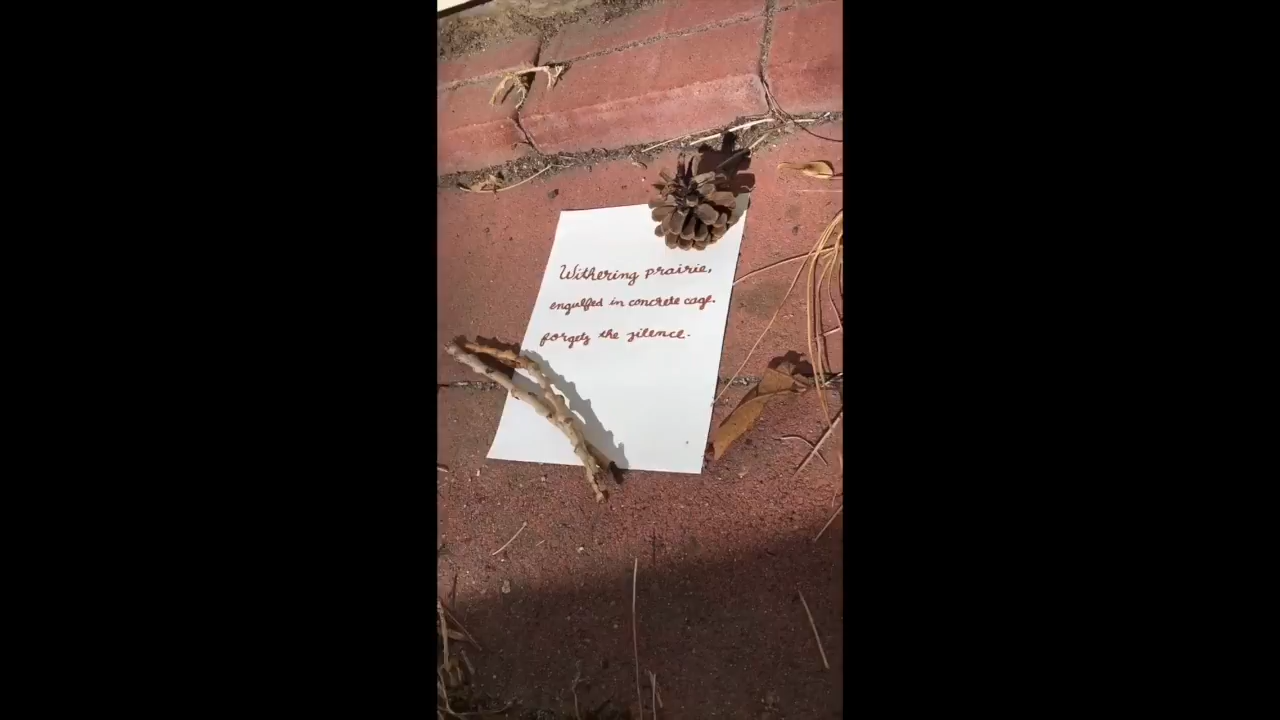 Withering prairie,
engulfed in concrete cage.
forgets the silence.